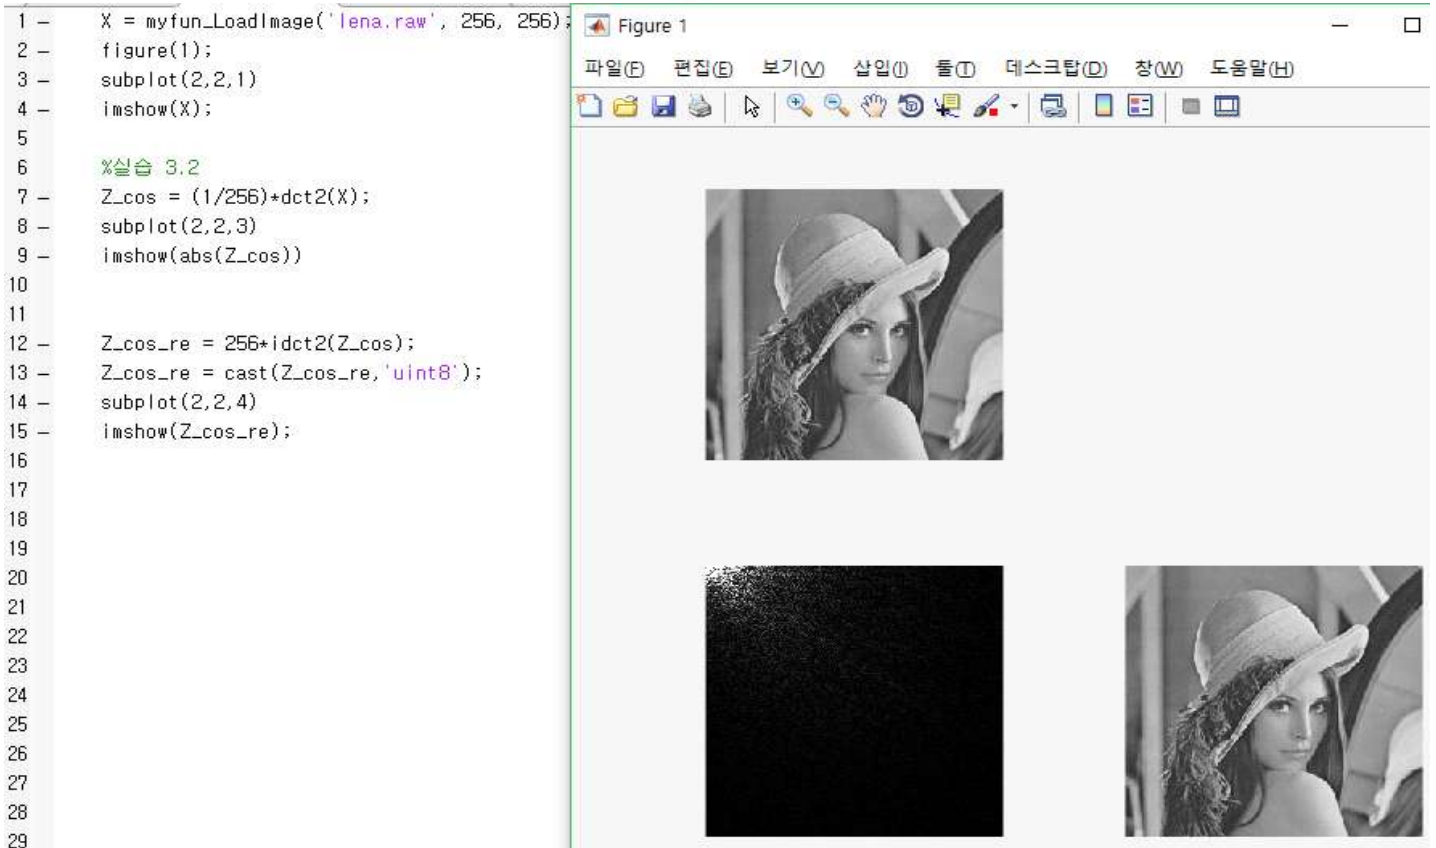 1 – X = myfun_LoadImage('lena.raw', 256, 256);
2 – figure(1);
3 – subplot(2,2,1)
4 – imshow(X);
5
6 %실습 3.2
7 – Z_cos = (1/256)*dct2(X);
8 – subplot(2,2,3)
9 – imshow(abs(Z_cos))
10
11
12 – Z_cos_re = 256*idct2(Z_cos);
13 – Z_cos_re = cast(Z_cos_re,'uint8');
14 – subplot(2,2,4)
15 – imshow(Z_cos_re);
16
17
18
19
20
21
22
23
24
25
26
27
28
29
Figure 1
파일(F) 편집(E) 보기(V) 삽입(I) 툴(T) 데스크탑(D) 창(W) 도움말(H)